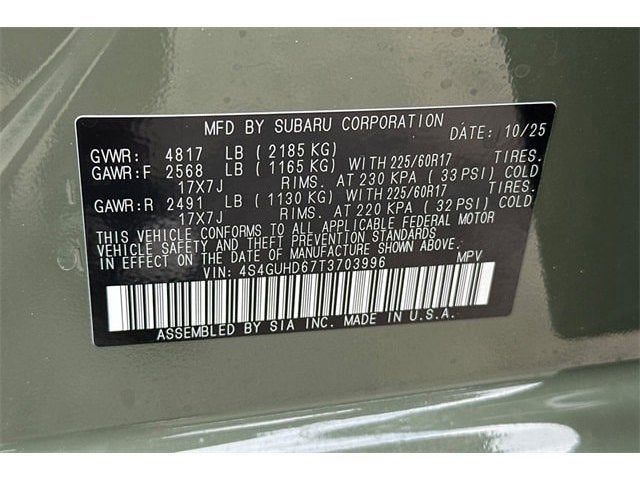 MFD BY SUBARU CORPORATION DATE: 10/25
GVWR: 4817 LB ( 2185 KG)
GAWR:F 2568 LB ( 1165 KG) WITH 225/60R17 TIRES.
17X7J RIMS. AT 230 KPA ( 33 PSI) COLD
GAWR:R 2491 LB ( 1130 KG) WITH 225/60R17 TIRES.
17X7J RIMS. AT 220 KPA ( 32 PSI) COLD
THIS VEHICLE CONFORMS TO ALL APPLICABLE FEDERAL MOTOR
VEHICLE SAFETY AND THEFT PREVENTION STANDARDS
IN EFFECT ON THE DATE OF MANUFACTURE SHOWN ABOVE.
VIN: 4S4GUHD67T3703996 MPV
ASSEMBLED BY SIA INC. MADE IN U.S.A.